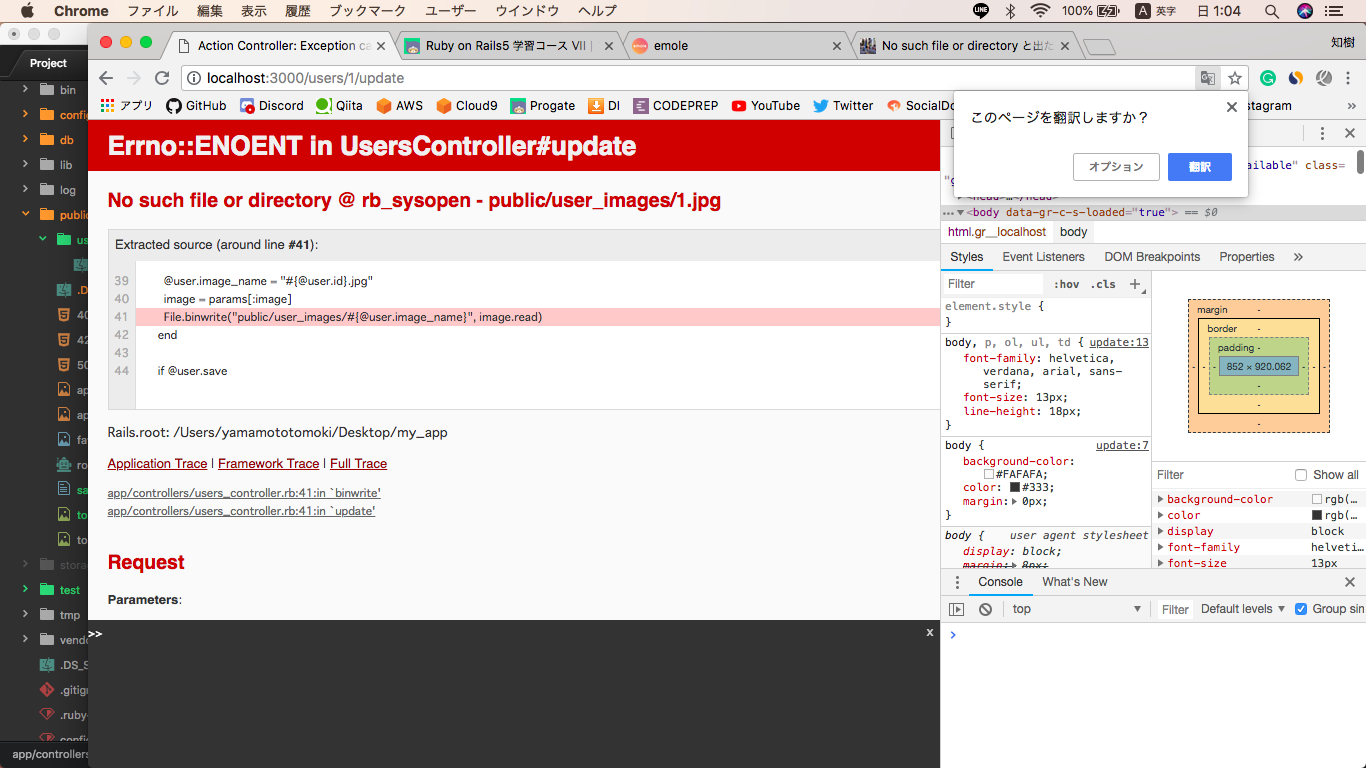 Chrome ファイル 編集 表示 履歴 ブックマーク ユーザー ウインドウ ヘルプ LINE 100% A 英字 日 1:04
Action Controller: Exception ca Ruby on Rails5 学習コース VII emole No such file or directory と出た 知樹
localhost:3000/users/1/update
アプリ GitHub Discord Qiita AWS Cloud9 Progate DI CODEPREP YouTube Twitter SocialDo stagram »
Project
bin
config
db
lib
log
public
us
.D
40
42
50
ap
ap
fa
ro
sa
to
to
storage
test
tmp
vendo
.DS_S
.gitig
.ruby-
config
app/controllers
Errno::ENOENT in UsersController#update
No such file or directory @ rb_sysopen - public/user_images/1.jpg
Extracted source (around line #41):
39 @user.image_name = "#{@user.id}.jpg"
40 image = params[:image]
41 File.binwrite("public/user_images/#{@user.image_name}", image.read)
42 end
43
44 if @user.save
Rails.root: /Users/yamamototomoki/Desktop/my_app
Application Trace | Framework Trace | Full Trace
app/controllers/users_controller.rb:41:in `binwrite'
app/controllers/users_controller.rb:41:in `update'
Request
Parameters:
>> x
このページを翻訳しますか？
オプション 翻訳
ailable" class=
"g
<head>…</head>
…▼<body data-gr-c-s-loaded="true"> == $0
html.gr__localhost body
Styles Event Listeners DOM Breakpoints Properties »
Filter :hov .cls +
element.style {
}
body, p, ol, ul, td { update:13
font-family: helvetica,
verdana, arial, sans-
serif;
font-size: 13px;
line-height: 18px;
}
body { update:7
background-color:
#FAFAFA;
color: #333;
margin: 0px;
}
body { user agent stylesheet
display: block;
margin: 8px;
margin -
border -
padding -
- - - 852 × 920.062 - - -
-
-
-
Filter Show all
background-color rgb(…
color rgb(…
display block
font-family helveti…
font-size 13px
Console What's New
top Filter Default levels ▼ Group sin
>